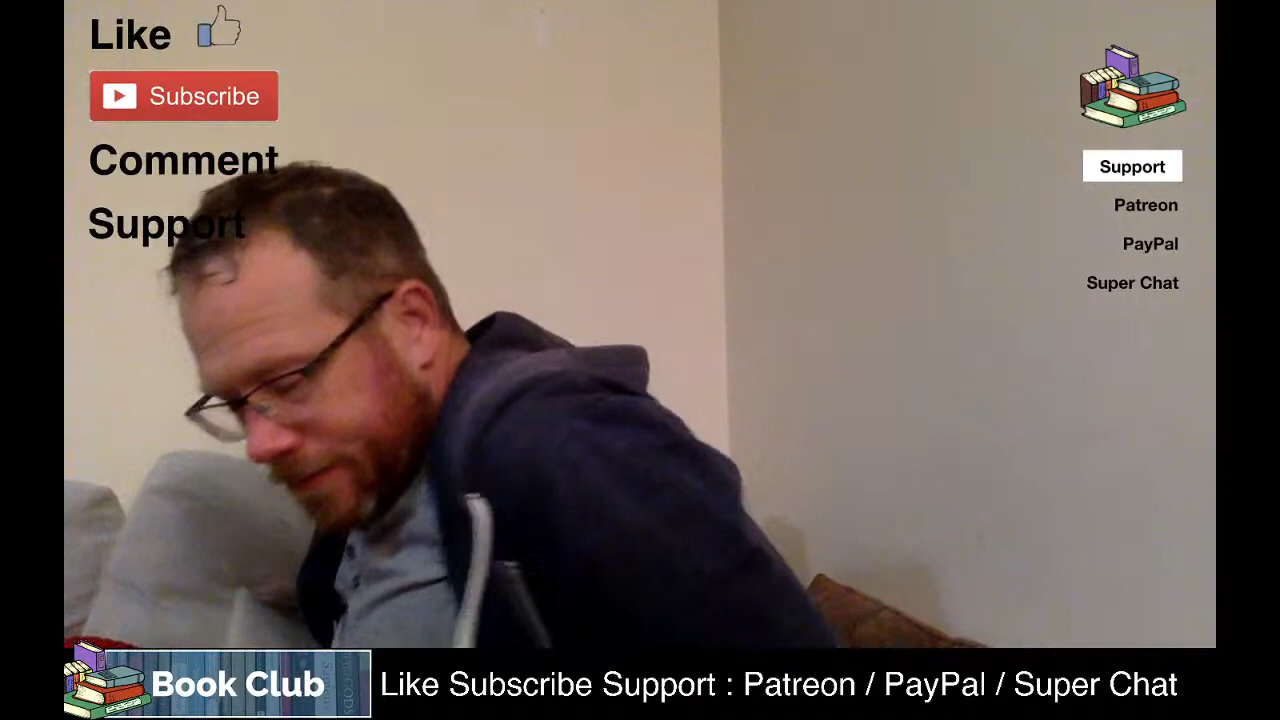 Like
Subscribe
Comment
Support
Support
Patreon
PayPal
Super Chat
Book Club
Like Subscribe Support : Patreon / PayPal / Super Chat